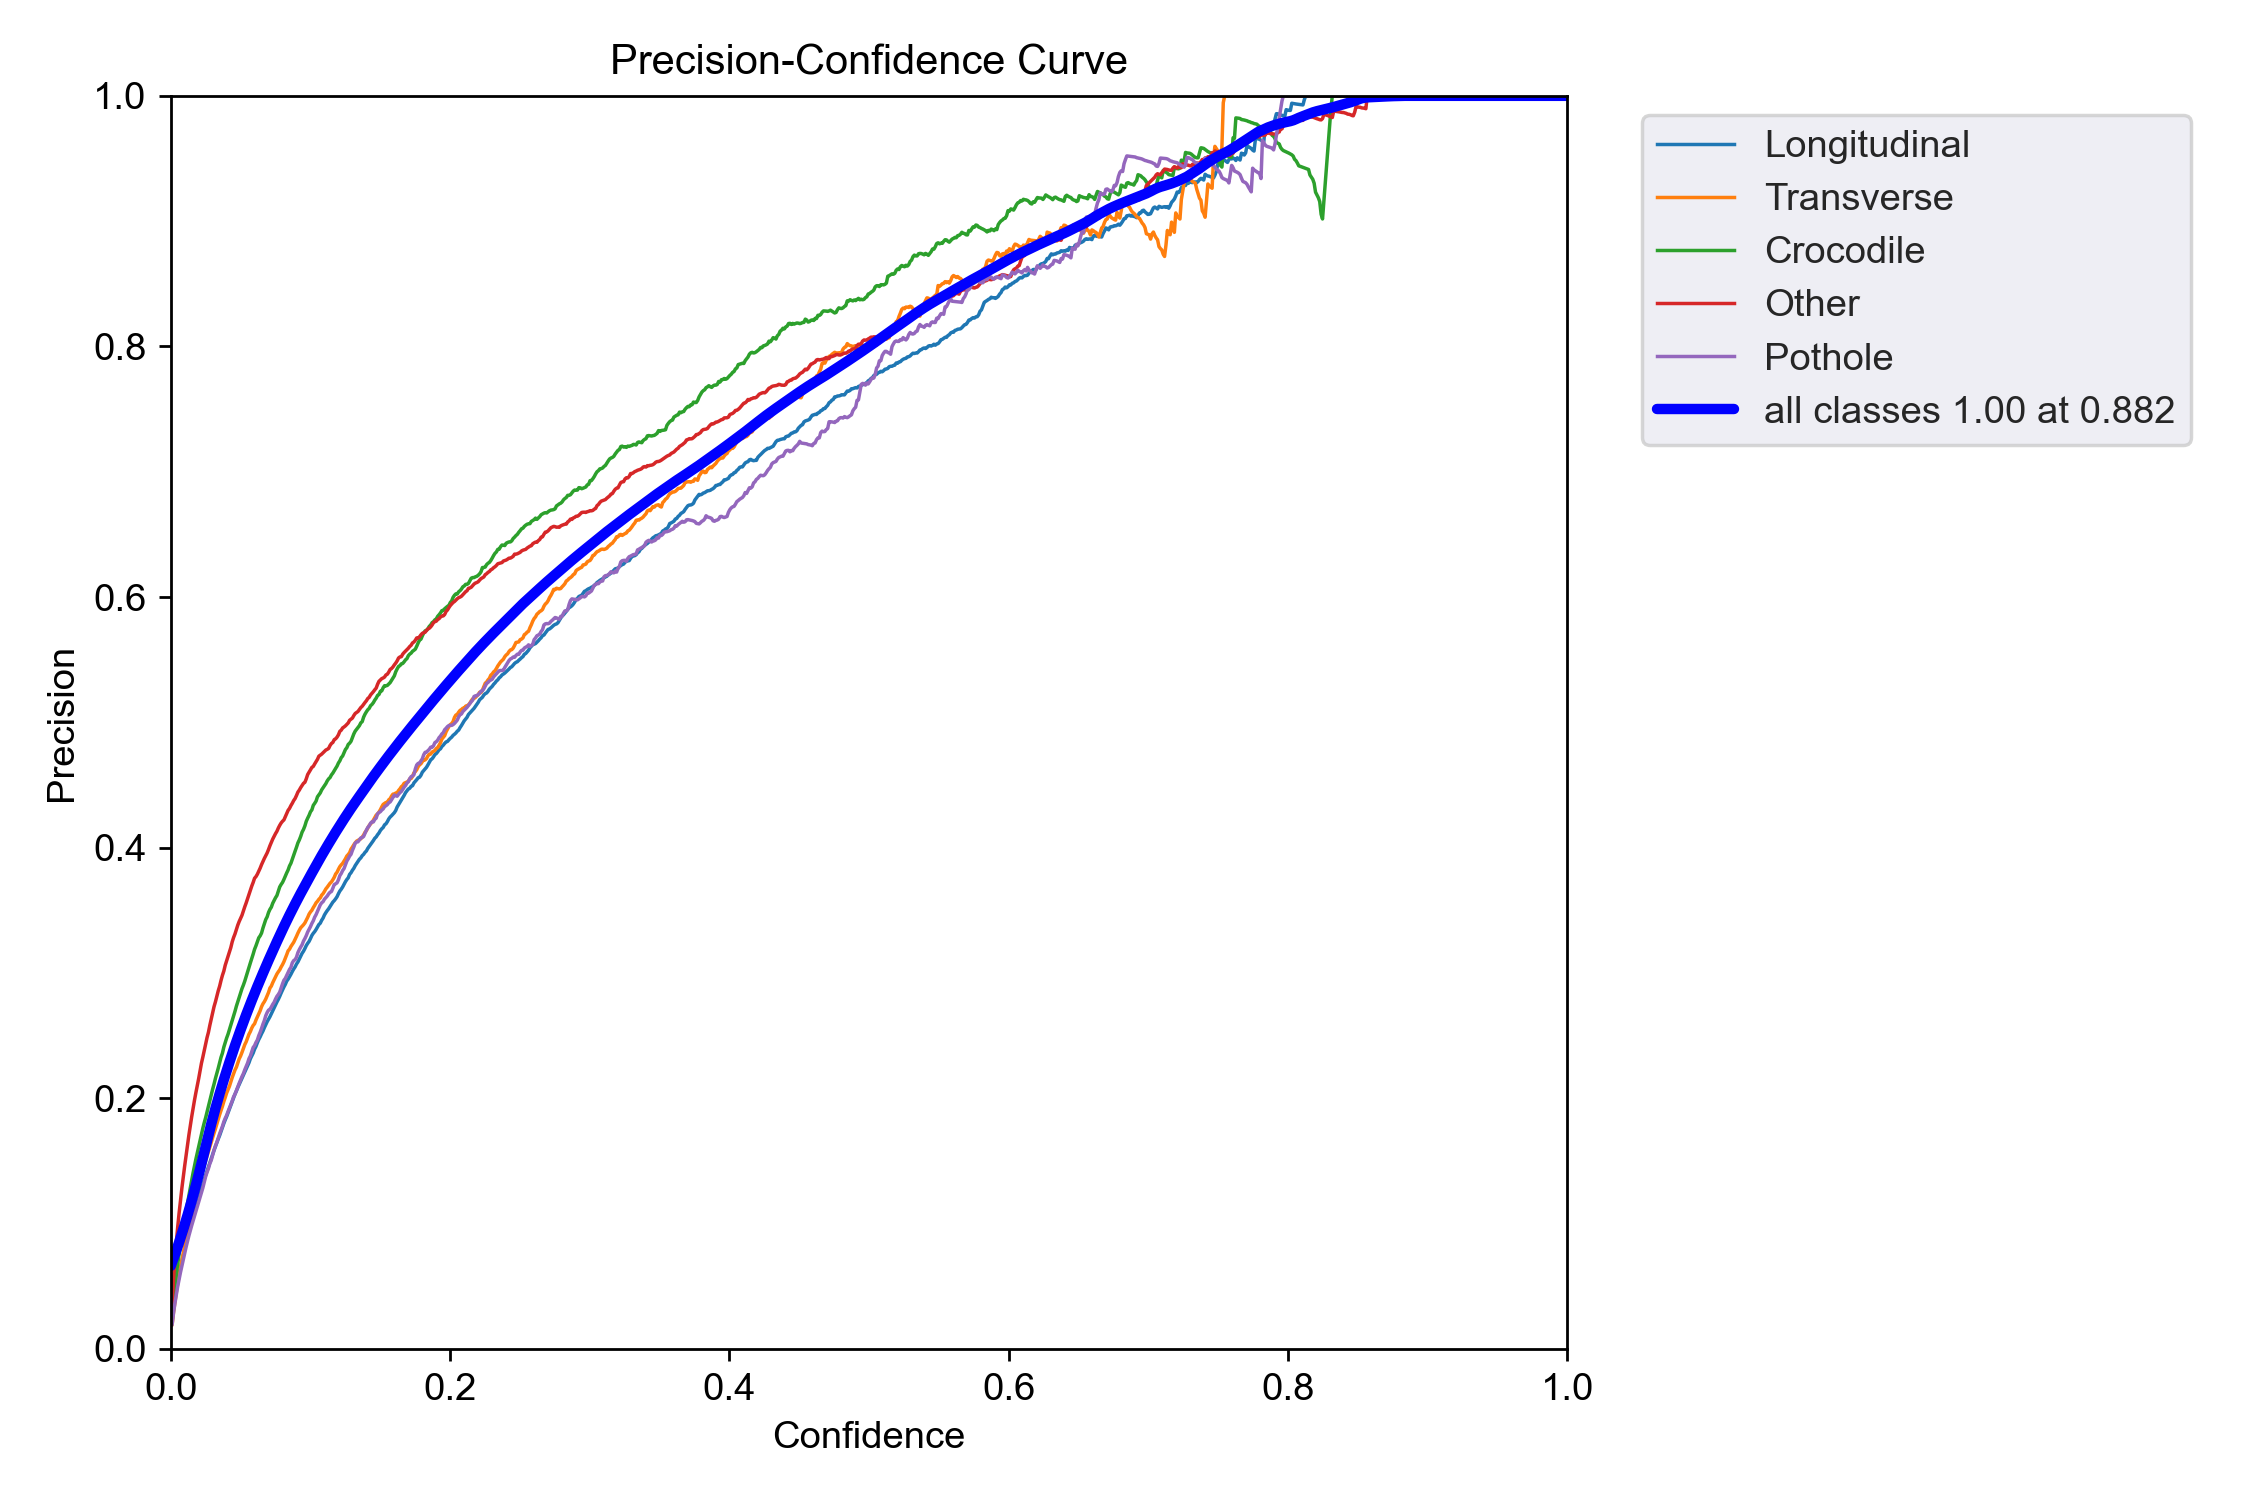 Precision-Confidence Curve
1.0
0.8
0.6
0.4
0.2
0.0
Precision
0.0 0.2 0.4 0.6 0.8 1.0
Confidence
Longitudinal
Transverse
Crocodile
Other
Pothole
all classes 1.00 at 0.882